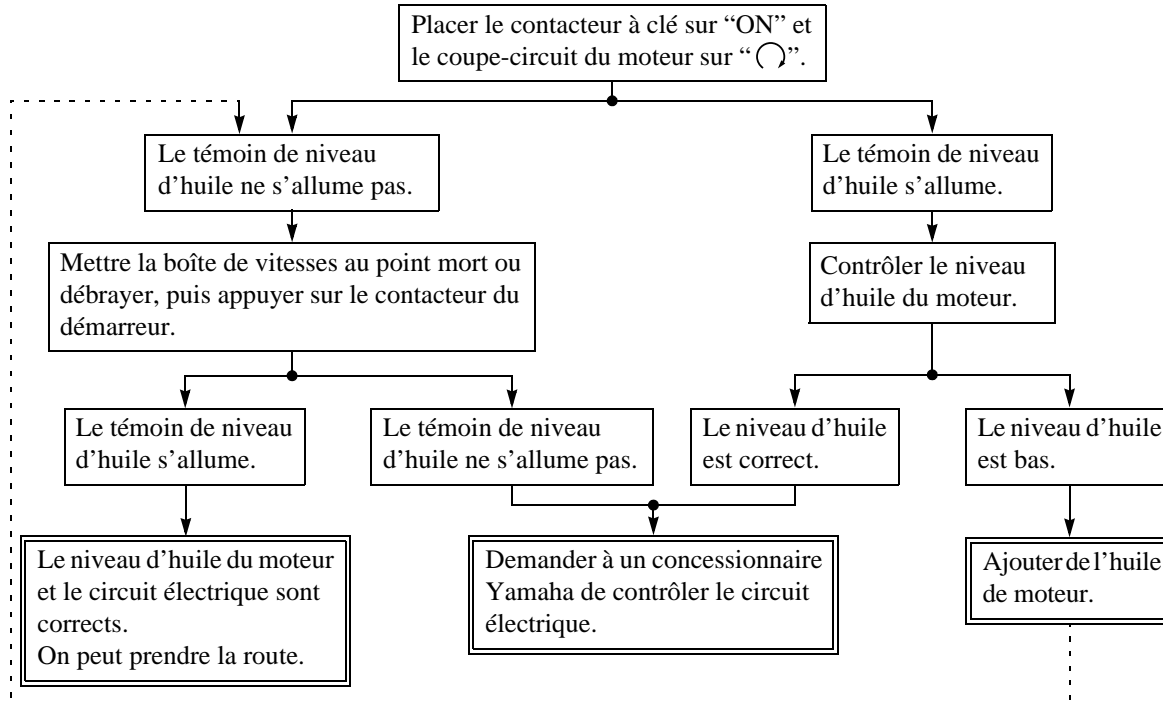 Placer le contacteur à clé sur “ON” et
le coupe-circuit du moteur sur “ ”.
Le témoin de niveau
d’huile ne s’allume pas.
Le témoin de niveau
d’huile s’allume.
Mettre la boîte de vitesses au point mort ou
débrayer, puis appuyer sur le contacteur du
démarreur.
Contrôler le niveau
d’huile du moteur.
Le témoin de niveau
d’huile s’allume.
Le témoin de niveau
d’huile ne s’allume pas.
Le niveau d’huile
est correct.
Le niveau d’huile
est bas.
Le niveau d’huile du moteur
et le circuit électrique sont
corrects.
On peut prendre la route.
Demander à un concessionnaire
Yamaha de contrôler le circuit
électrique.
Ajouter de l’huile
de moteur.